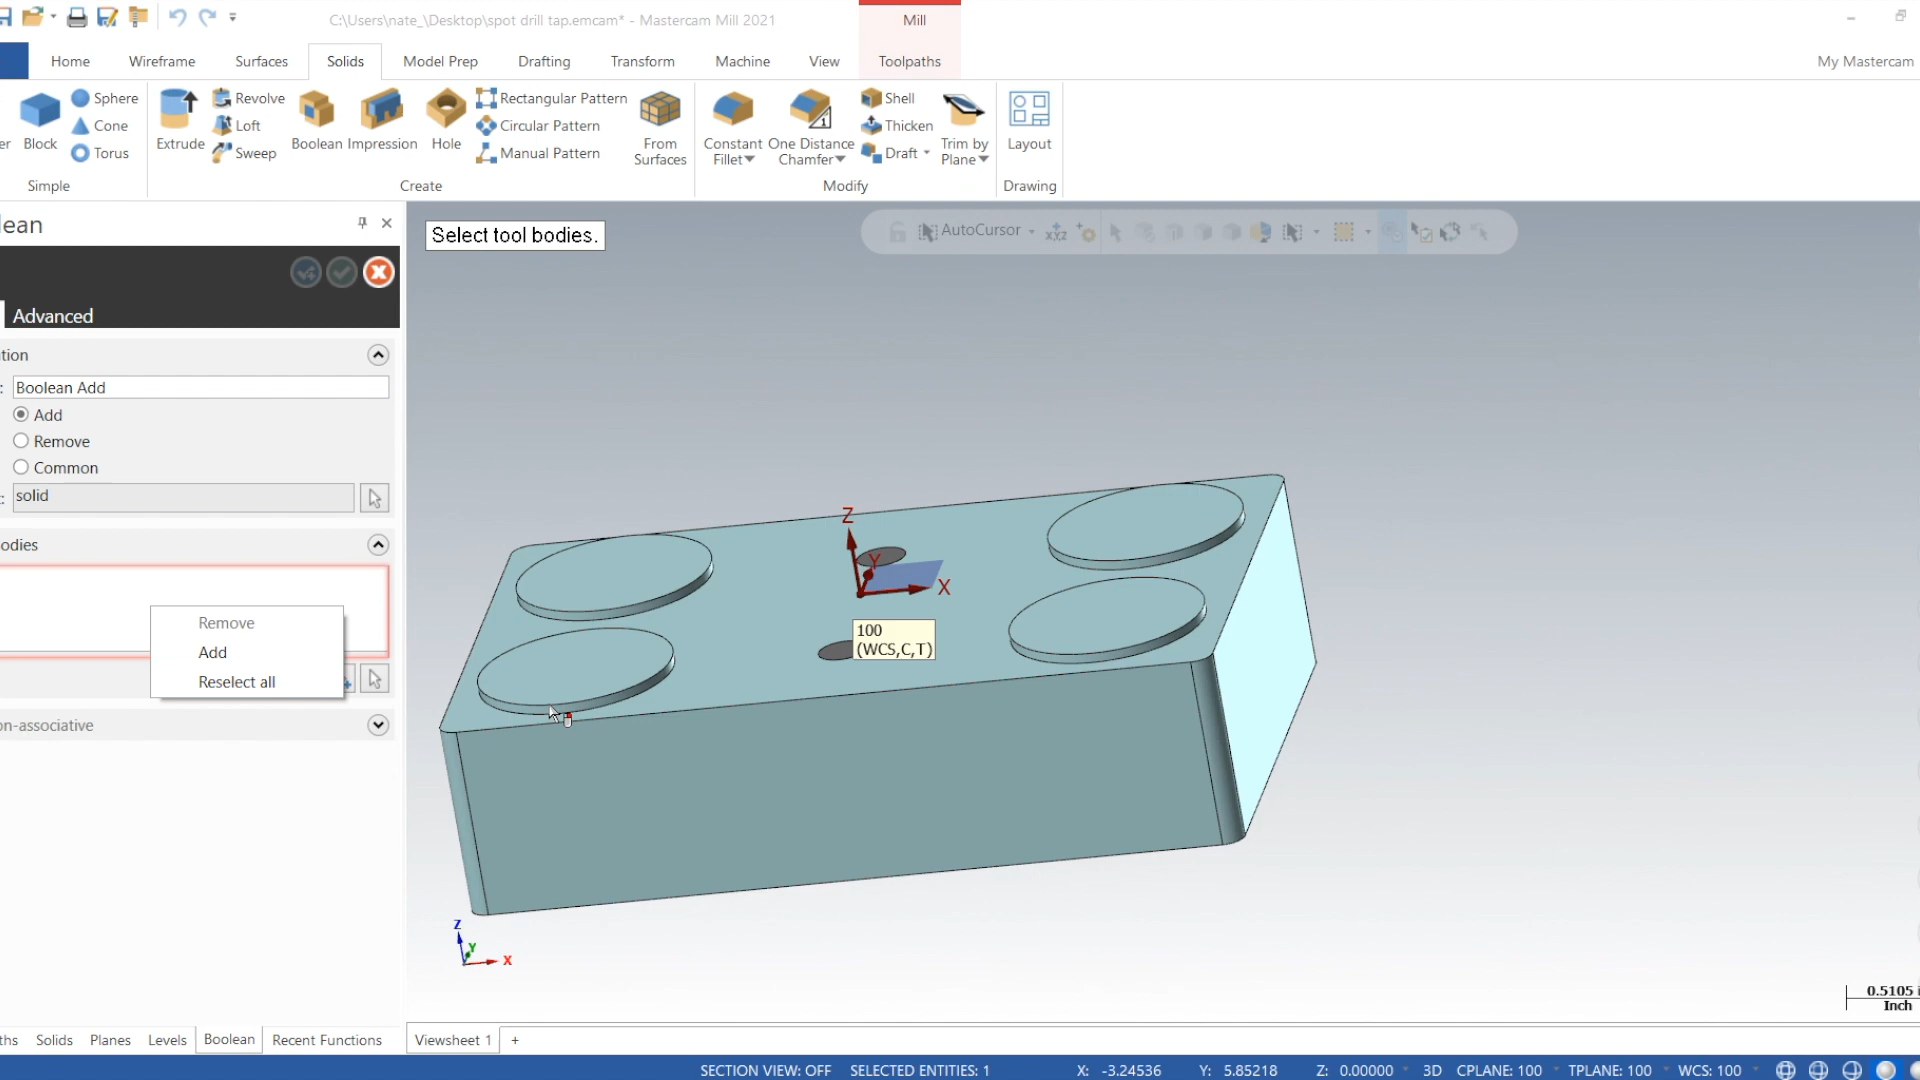 C:\Users\nate_\Desktop\spot drill tap.emcam* - Mastercam Mill 2021
Mill
Home
Wireframe
Surfaces
Solids
Model Prep
Drafting
Transform
Machine
View
Toolpaths
My Mastercam
er
Block
Sphere
Cone
Torus
Simple
Extrude
Revolve
Loft
Sweep
Boolean
Impression
Hole
Rectangular Pattern
Circular Pattern
Manual Pattern
From
Surfaces
Create
Constant
Fillet
One Distance
Chamfer
1
Shell
Thicken
Draft
Trim by
Plane
Modify
Layout
Drawing
lean
Advanced
tion
:
Boolean Add
Add
Remove
Common
:
solid
odies
Remove
Add
Reselect all
on-associative
Select tool bodies.
AutoCursor
XYZ
Z
Y
X
100
(WCS,C,T)
Z
Y
X
0.5105 i
Inch
ths
Solids
Planes
Levels
Boolean
Recent Functions
Viewsheet 1
+
SECTION VIEW: OFF
SELECTED ENTITIES: 1
X: -3.24536
Y: 5.85218
Z: 0.00000
3D
CPLANE: 100
TPLANE: 100
WCS: 100